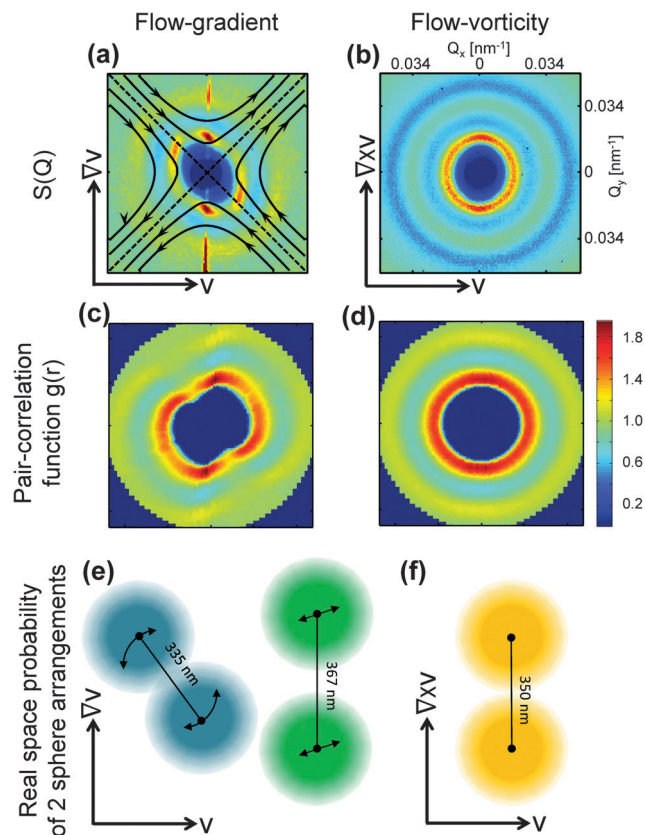 Flow-gradient
Flow-vorticity
(a)
(b)
Qx [nm-1]
0.034 0 0.034
S(Q)
∇v
v
∇xv
v
0.034
0
0.034
Qy [nm-1]
(c)
(d)
Pair-correlation
function g(r)
1.8
1.4
1.0
0.6
0.2
(e)
(f)
Real space probability
of 2 sphere arrangements
335 nm
367 nm
350 nm
∇v
v
∇xv
v